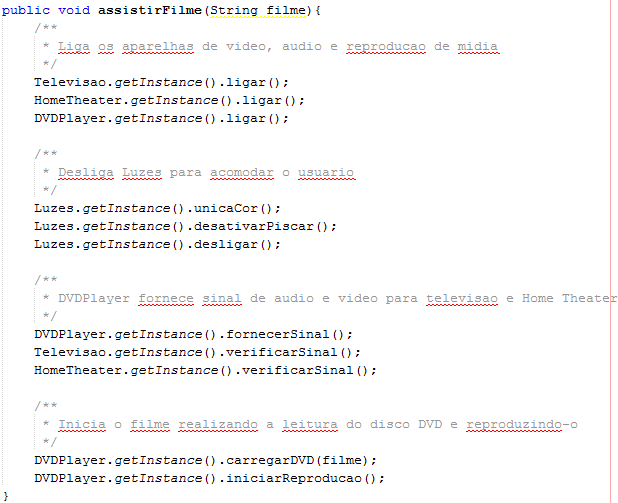 public void assistirFilme(String filme){
/**
* Liga os aparelhas de video, audio e reproducao de midia
*/
Televisao.getInstance().ligar();
HomeTheater.getInstance().ligar();
DVDPlayer.getInstance().ligar();
/**
* Desliga Luzes para acomodar o usuario
*/
Luzes.getInstance().unicaCor();
Luzes.getInstance().desativarPiscar();
Luzes.getInstance().desligar();
/**
* DVDPlayer fornece sinal de audio e video para televisao e Home Theater
*/
DVDPlayer.getInstance().fornecerSinal();
Televisao.getInstance().verificarSinal();
HomeTheater.getInstance().verificarSinal();
/**
* Inicia o filme realizando a leitura do disco DVD e reproduzindo-o
*/
DVDPlayer.getInstance().carregarDVD(filme);
DVDPlayer.getInstance().iniciarReproducao();
}